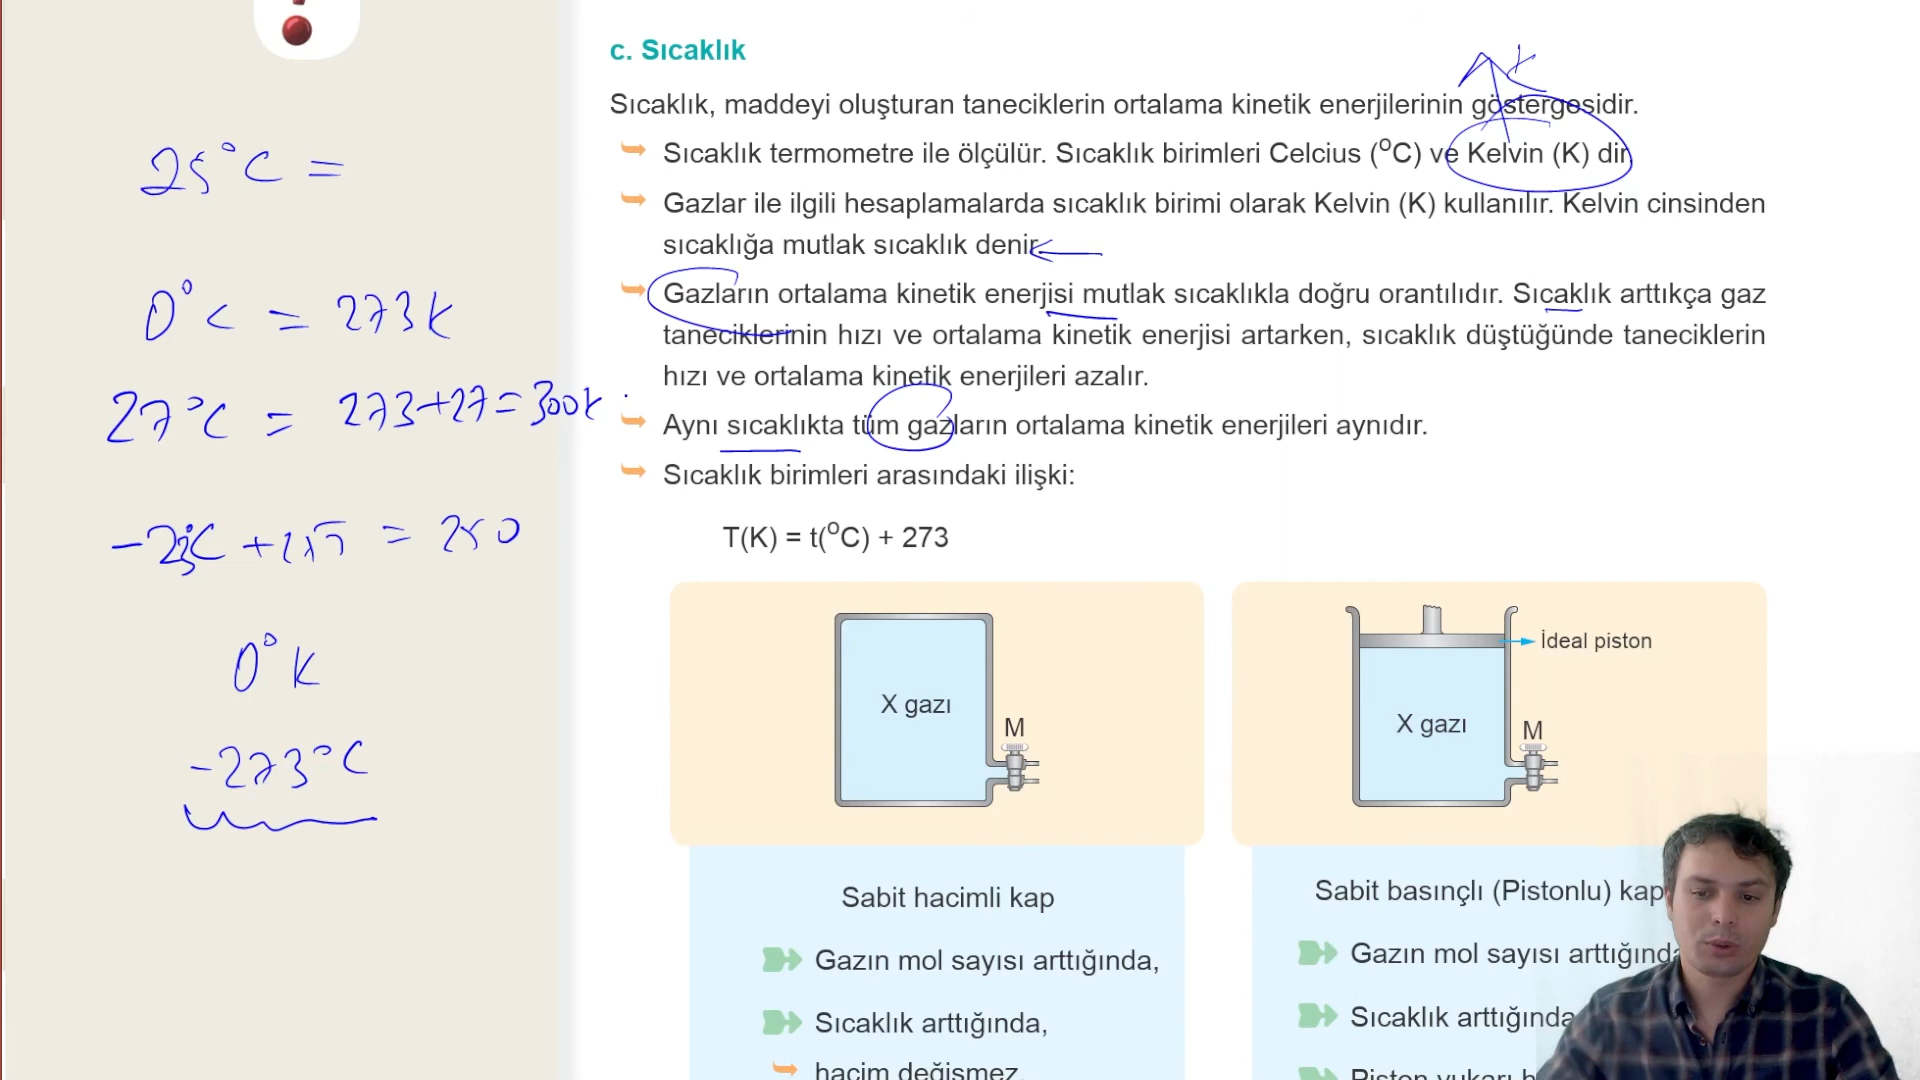 c. Sıcaklık
Sıcaklık, maddeyi oluşturan taneciklerin ortalama kinetik enerjilerinin göstergesidir.
Sıcaklık termometre ile ölçülür. Sıcaklık birimleri Celcius (°C) ve Kelvin (K) dir.
Gazlar ile ilgili hesaplamalarda sıcaklık birimi olarak Kelvin (K) kullanılır. Kelvin cinsinden
sıcaklığa mutlak sıcaklık denir.
Gazların ortalama kinetik enerjisi mutlak sıcaklıkla doğru orantılıdır. Sıcaklık arttıkça gaz
taneciklerinin hızı ve ortalama kinetik enerjisi artarken, sıcaklık düştüğünde taneciklerin
hızı ve ortalama kinetik enerjileri azalır.
Aynı sıcaklıkta tüm gazların ortalama kinetik enerjileri aynıdır.
Sıcaklık birimleri arasındaki ilişki:
T(K) = t(°C) + 273
25°C =
0°C = 273K
27°C = 273+27=300K
-23°C + = 250
0°K
-273°C
X gazı
M
İdeal piston
X gazı
M
Sabit hacimli kap
Gazın mol sayısı arttığında,
Sıcaklık arttığında,
hacim değişmez.
Sabit basınçlı (Pistonlu) kap
Gazın mol sayısı arttığında
Sıcaklık arttığında
Piston yukarı